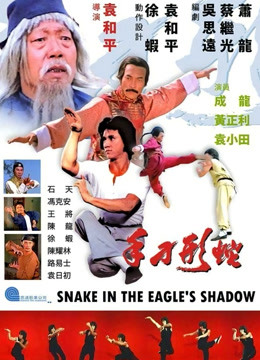 編劇
蕭龍
蔡繼光
吳思遠
動作設計
袁和平
徐蝦
導演
袁和平
演員
成龍
黃正利
袁小田
石天
馮克安
王將
陳龍
徐蝦
陳耀林
路易士
袁日初
蛇形刁手
SNAKE IN THE EAGLE'S SHADOW